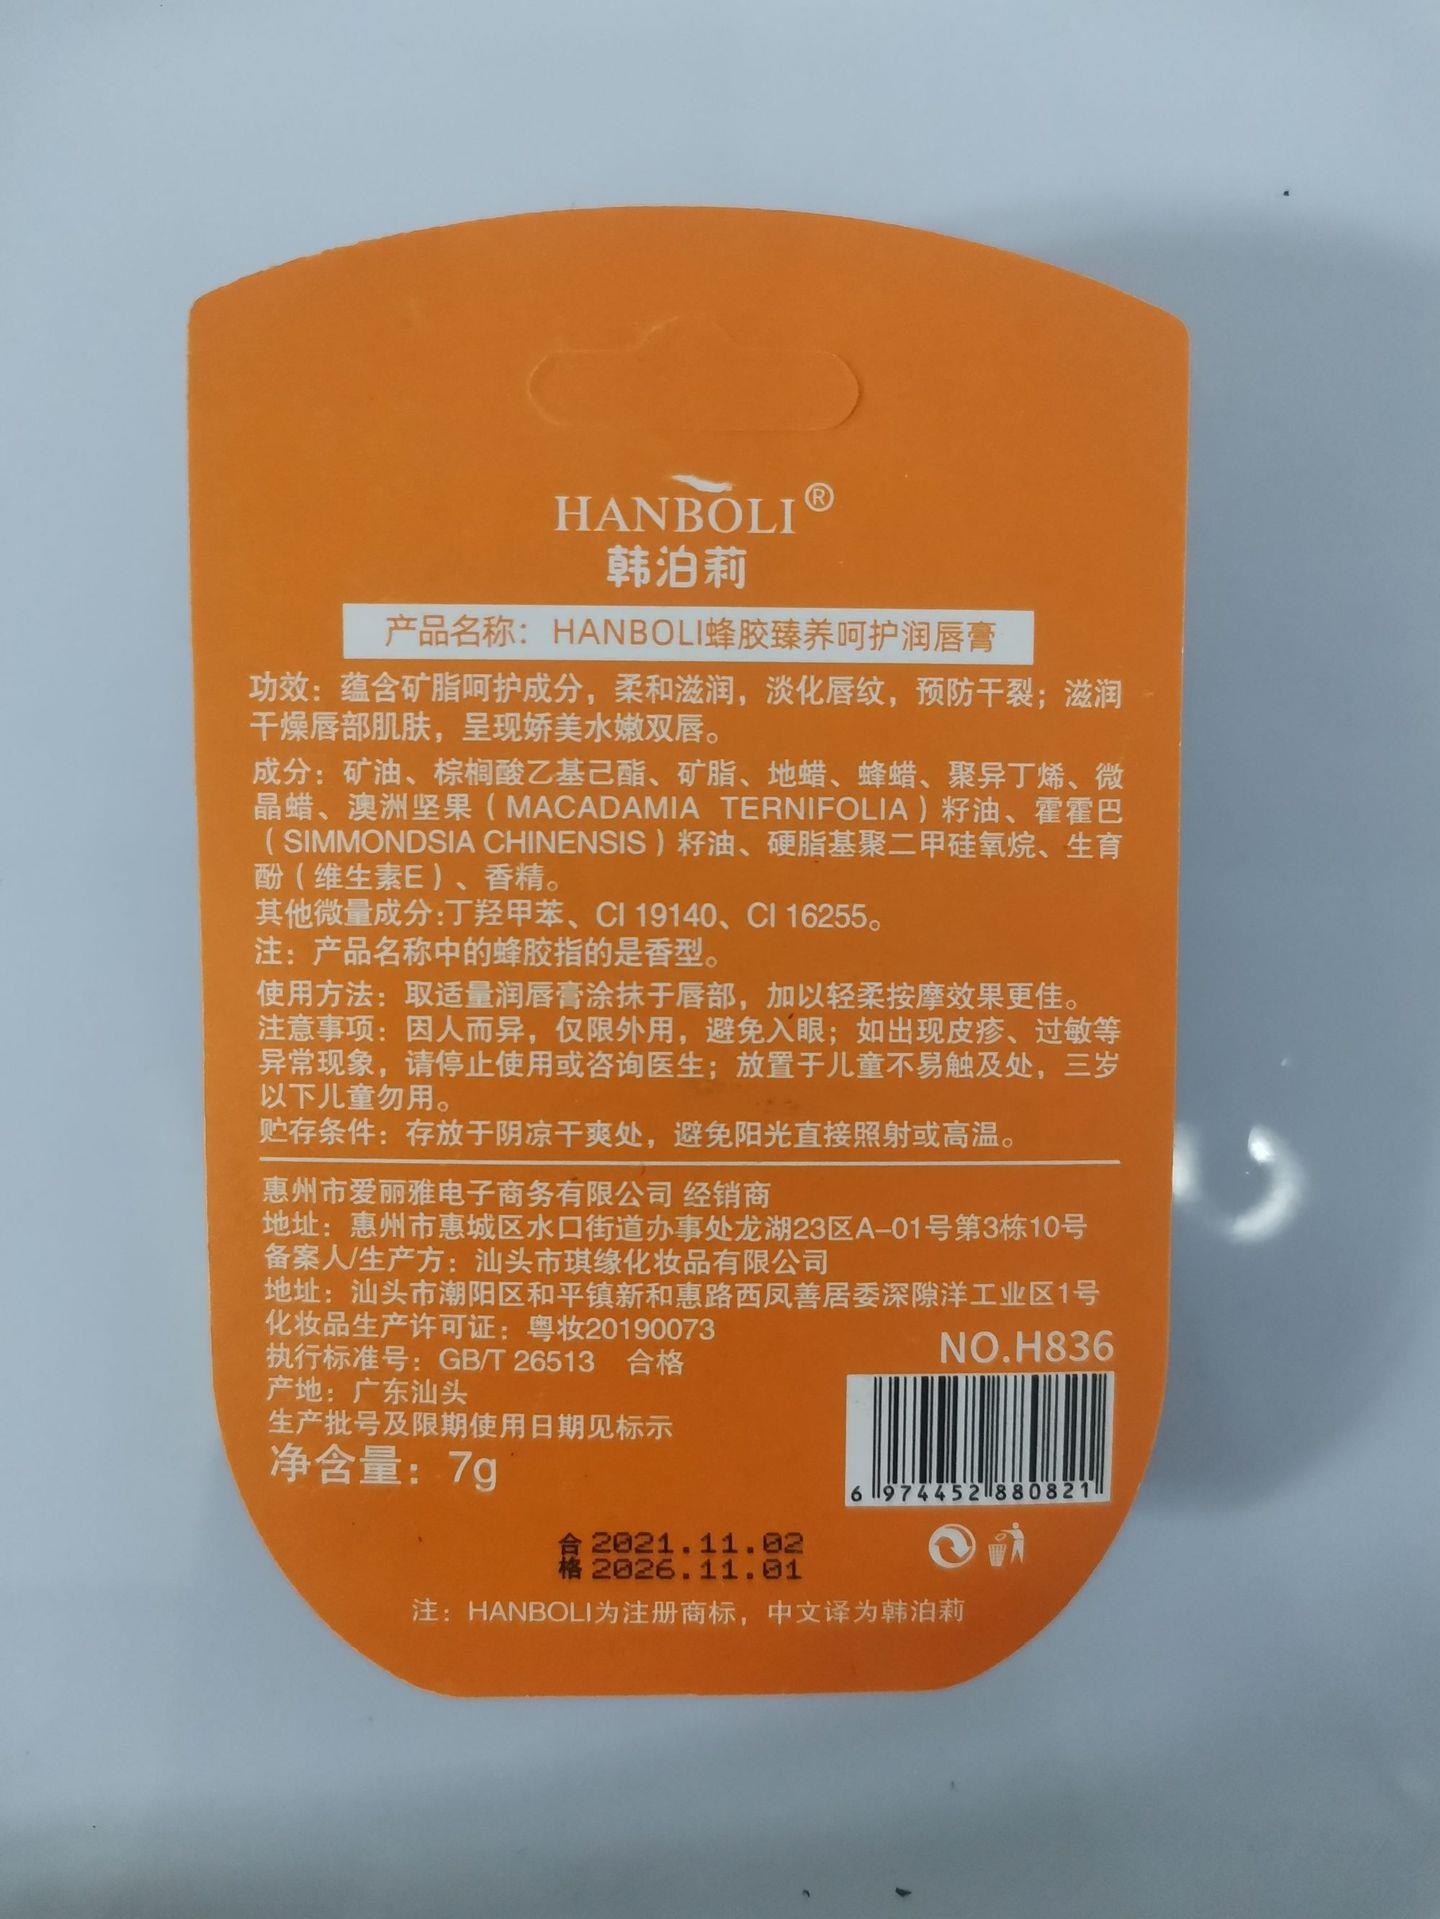 HANBOLI®
韩泊莉
产品名称：HANBOLI蜂胶臻养呵护润唇膏
功效：蕴含矿脂呵护成分，柔和滋润，淡化唇纹，预防干裂；滋润
干燥唇部肌肤，呈现娇美水嫩双唇。
成分：矿油、棕榈酸乙基己酯、矿脂、地蜡、蜂蜡、聚异丁烯、微
晶蜡、澳洲坚果（MACADAMIA TERNIFOLIA）籽油、霍霍巴
（SIMMONDSIA CHINENSIS）籽油、硬脂基聚二甲硅氧烷、生育
酚（维生素E）、香精。
其他微量成分:丁羟甲苯、CI 19140、CI 16255。
注：产品名称中的蜂胶指的是香型。
使用方法：取适量润唇膏涂抹于唇部，加以轻柔按摩效果更佳。
注意事项：因人而异，仅限外用，避免入眼；如出现皮疹、过敏等
异常现象，请停止使用或咨询医生；放置于儿童不易触及处，三岁
以下儿童勿用。
贮存条件：存放于阴凉干爽处，避免阳光直接照射或高温。
惠州市爱丽雅电子商务有限公司 经销商
地址：惠州市惠城区水口街道办事处龙湖23区A-01号第3栋10号
备案人/生产方：汕头市琪缘化妆品有限公司
地址：汕头市潮阳区和平镇新和惠路西凤善居委深隙洋工业区1号
化妆品生产许可证：粤妆20190073
执行标准号：GB/T 26513 合格
产地：广东汕头
生产批号及限期使用日期见标示
净含量：7g
NO.H836
6 974452 880821
合 2021.11.02
格 2026.11.01
注：HANBOLI为注册商标，中文译为韩泊莉